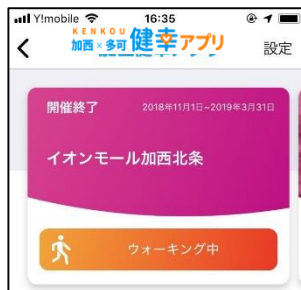 Y!mobile 16:35
KENKOU
加西×多可 健幸アプリ
設定
開催終了 2018年11月1日~2019年3月31日
イオンモール加西北条
ウォーキング中